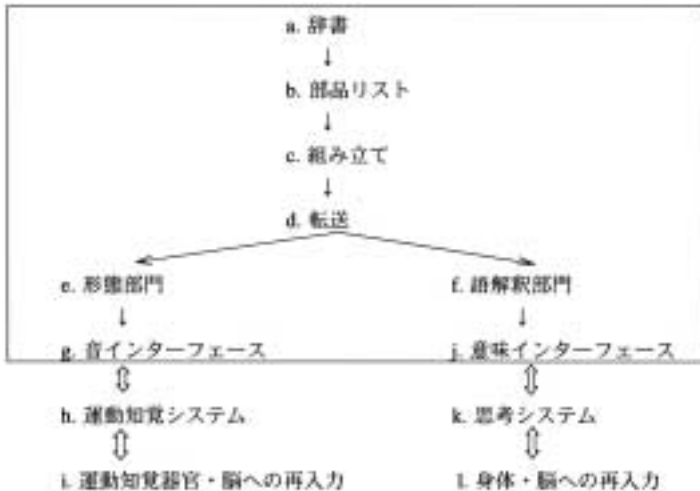 a. 辞書
b. 部品リスト
c. 組み立て
d. 転送
e. 形態部門
f. 語解釈部門
g. 音インターフェース
j. 意味インターフェース
h. 運動知覚システム
k. 思考システム
i. 運動知覚器官・脳への再入力
l. 身体・脳への再入力